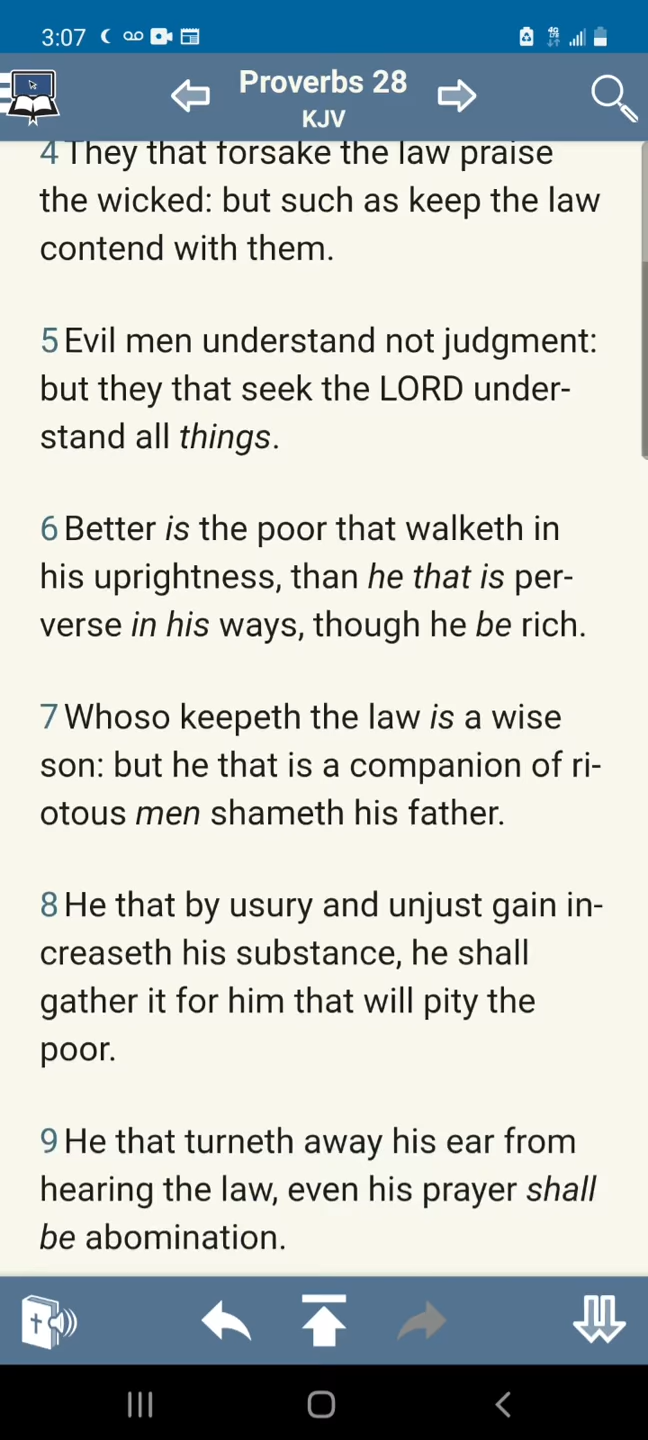 3:07
Proverbs 28
KJV
4 They that forsake the law praise
the wicked: but such as keep the law
contend with them.
5 Evil men understand not judgment:
but they that seek the LORD under-
stand all things.
6 Better is the poor that walketh in
his uprightness, than he that is per-
verse in his ways, though he be rich.
7 Whoso keepeth the law is a wise
son: but he that is a companion of ri-
otous men shameth his father.
8 He that by usury and unjust gain in-
creaseth his substance, he shall
gather it for him that will pity the
poor.
9 He that turneth away his ear from
hearing the law, even his prayer shall
be abomination.